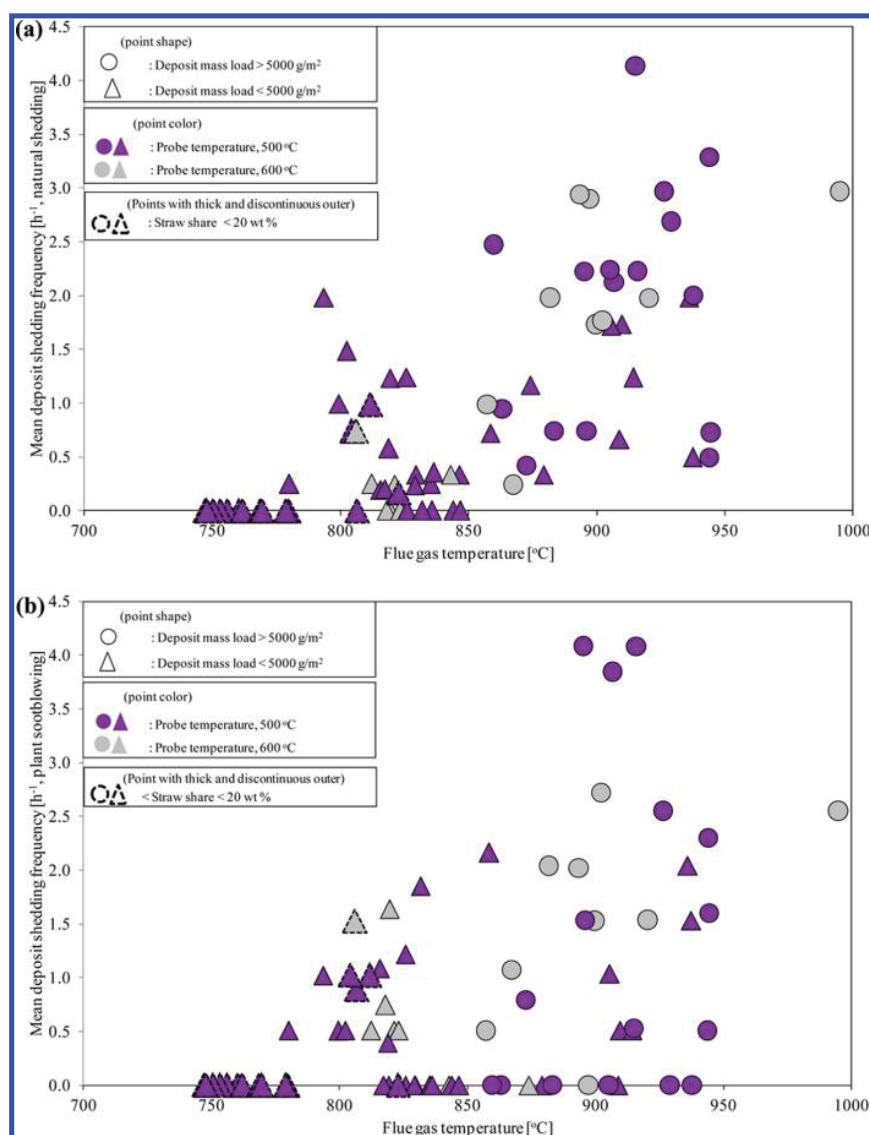 (a)
4.5
4.0
3.5
3.0
2.5
2.0
1.5
1.0
0.5
0.0
Mean deposit shedding frequency [h⁻¹, natural shedding]
(point shape)
: Deposit mass load > 5000 g/m²
: Deposit mass load < 5000 g/m²
(point color)
: Probe temperature, 500 °C
: Probe temperature, 600 °C
(Points with thick and discontinuous outer)
: Straw share < 20 wt %
700 750 800 850 900 950 1000
Flue gas temperature [°C]
(b)
4.5
4.0
3.5
3.0
2.5
2.0
1.5
1.0
0.5
0.0
Mean deposit shedding frequency [h⁻¹, plant sootblowing]
(point shape)
: Deposit mass load > 5000 g/m²
: Deposit mass load < 5000 g/m²
(point color)
: Probe temperature, 500 °C
: Probe temperature, 600 °C
(Point with thick and discontinuous outer)
< Straw share < 20 wt %
700 750 800 850 900 950 1000
Flue gas temperature [°C]